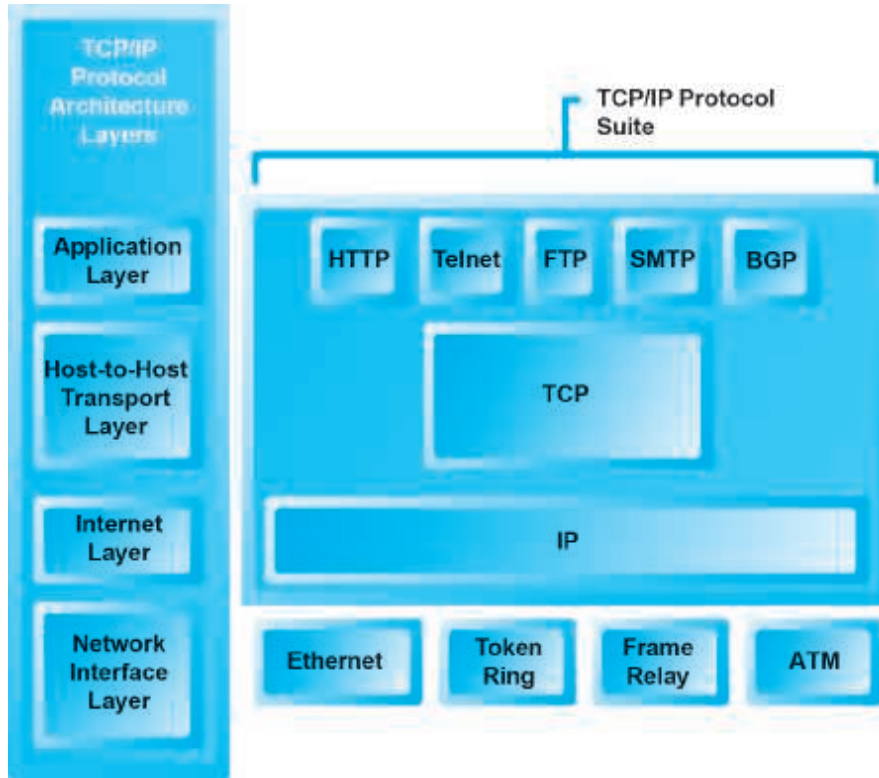 TCP/IP
Protocol
Architecture
Layers
TCP/IP Protocol
Suite
Application
Layer
HTTP
Telnet
FTP
SMTP
BGP
Host-to-Host
Transport
Layer
TCP
Internet
Layer
IP
Network
Interface
Layer
Ethernet
Token
Ring
Frame
Relay
ATM